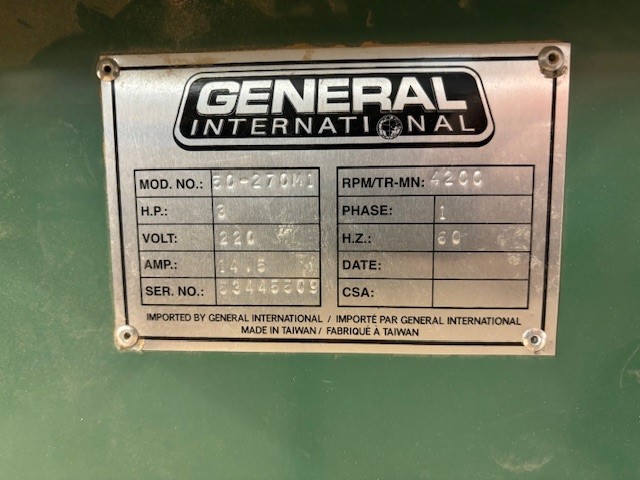 GENERAL
INTERNATIONAL
MOD. NO.: 50-270M1
RPM/TR-MN: 4200
H.P.: 3
PHASE: 1
VOLT: 220
H.Z.: 60
AMP.: 14.5
DATE:
SER. NO.: 53445509
CSA:
IMPORTED BY GENERAL INTERNATIONAL / IMPORTÉ PAR GENERAL INTERNATIONAL
MADE IN TAIWAN / FABRIQUÉ À TAIWAN